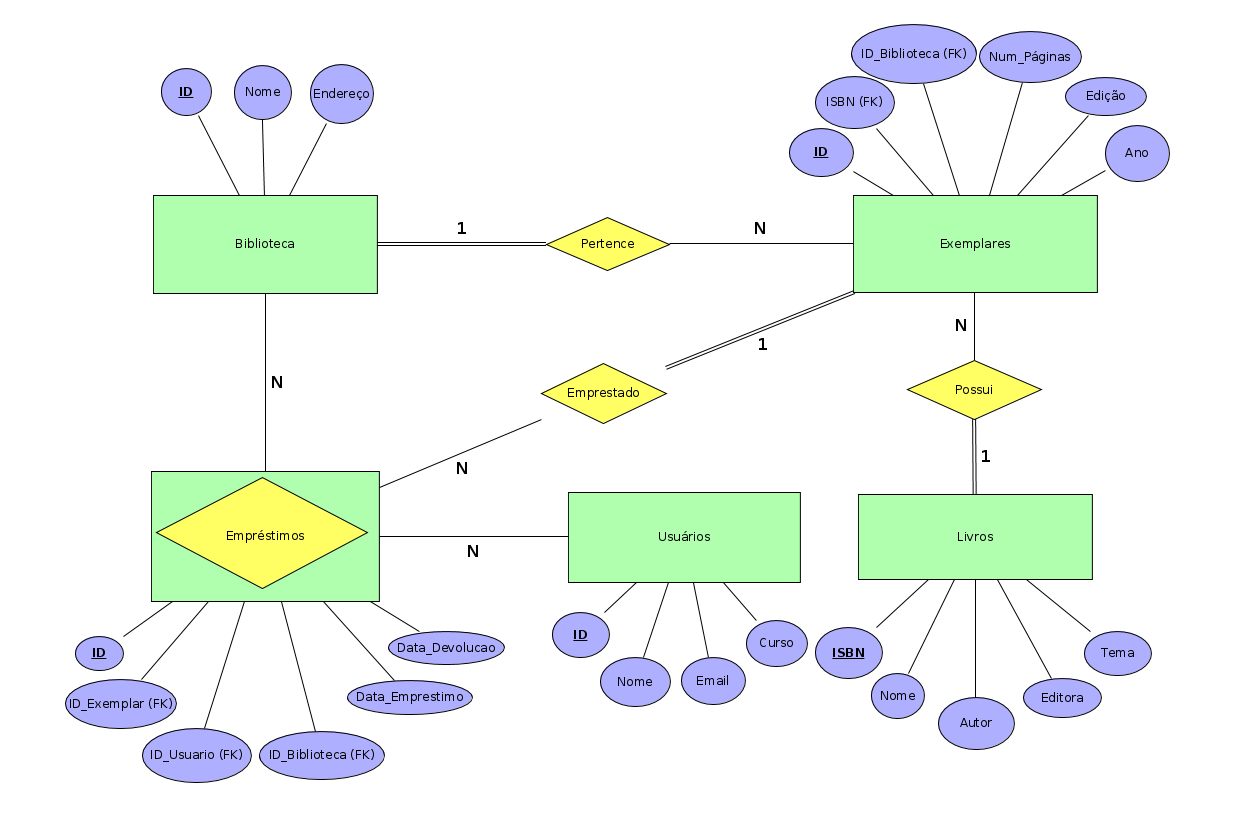 ID_Biblioteca (FK)
Num_Páginas
ID
Nome
Endereço
ISBN (FK)
Edição
ID
Ano
Biblioteca
1
Pertence
N
Exemplares
N
1
N
Emprestado
Possui
N
1
Empréstimos
N
Usuários
Livros
ID
ID_Exemplar (FK)
ID_Usuario (FK)
ID_Biblioteca (FK)
Data_Emprestimo
Data_Devolucao
ID
Nome
Email
Curso
ISBN
Nome
Autor
Editora
Tema